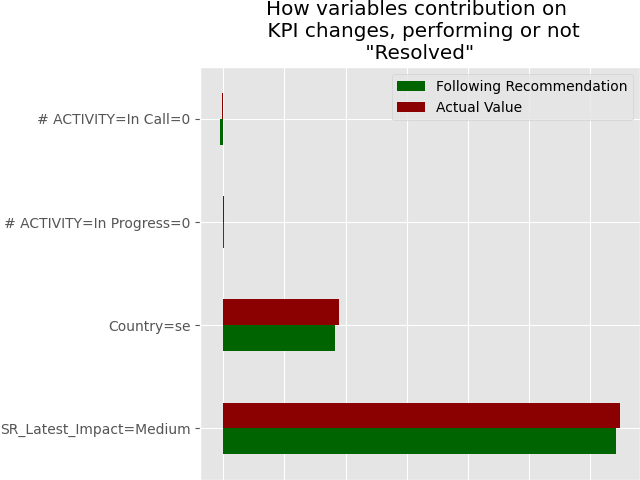 How variables contribution on
KPI changes, performing or not
"Resolved"
Following Recommendation
Actual Value
# ACTIVITY=In Call=0
# ACTIVITY=In Progress=0
Country=se
SR_Latest_Impact=Medium